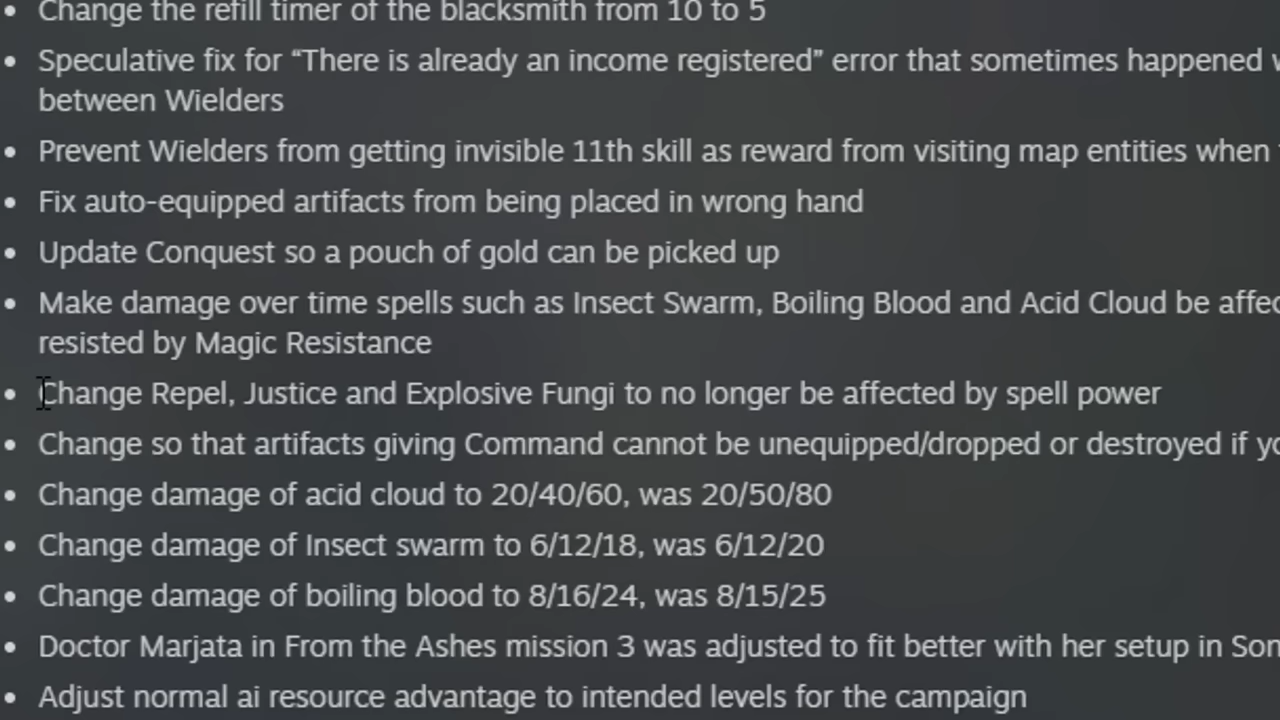 • Change the refill timer of the blacksmith from 10 to 5
• Speculative fix for “There is already an income registered” error that sometimes happened
between Wielders
• Prevent Wielders from getting invisible 11th skill as reward from visiting map entities when
• Fix auto-equipped artifacts from being placed in wrong hand
• Update Conquest so a pouch of gold can be picked up
• Make damage over time spells such as Insect Swarm, Boiling Blood and Acid Cloud be
resisted by Magic Resistance
• Change Repel, Justice and Explosive Fungi to no longer be affected by spell power
• Change so that artifacts giving Command cannot be unequipped/dropped or destroyed if
• Change damage of acid cloud to 20/40/60, was 20/50/80
• Change damage of Insect swarm to 6/12/18, was 6/12/20
• Change damage of boiling blood to 8/16/24, was 8/15/25
• Doctor Marjata in From the Ashes mission 3 was adjusted to fit better with her setup in
• Adjust normal ai resource advantage to intended levels for the campaign